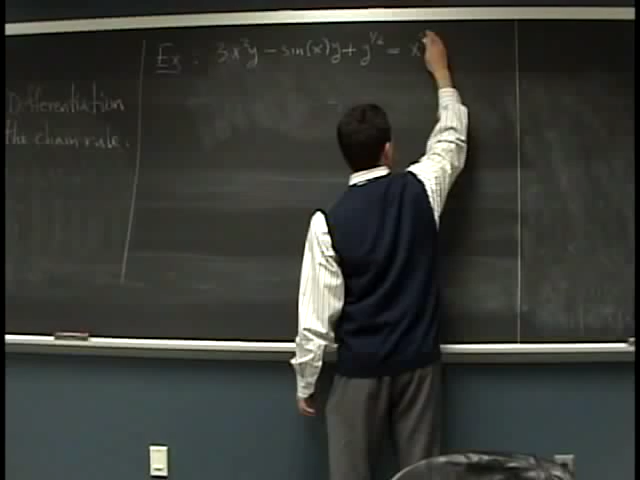 Differentiation
the chain rule.
Ex : 3x²y - sin(x)y + y^1/2 = x